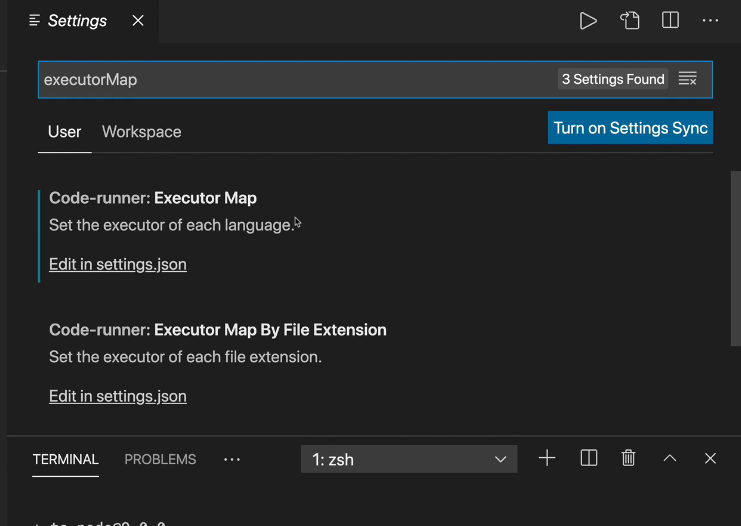 Settings
executorMap
3 Settings Found
User Workspace
Turn on Settings Sync
Code-runner: Executor Map
Set the executor of each language.
Edit in settings.json
Code-runner: Executor Map By File Extension
Set the executor of each file extension.
Edit in settings.json
TERMINAL PROBLEMS ... 1: zsh